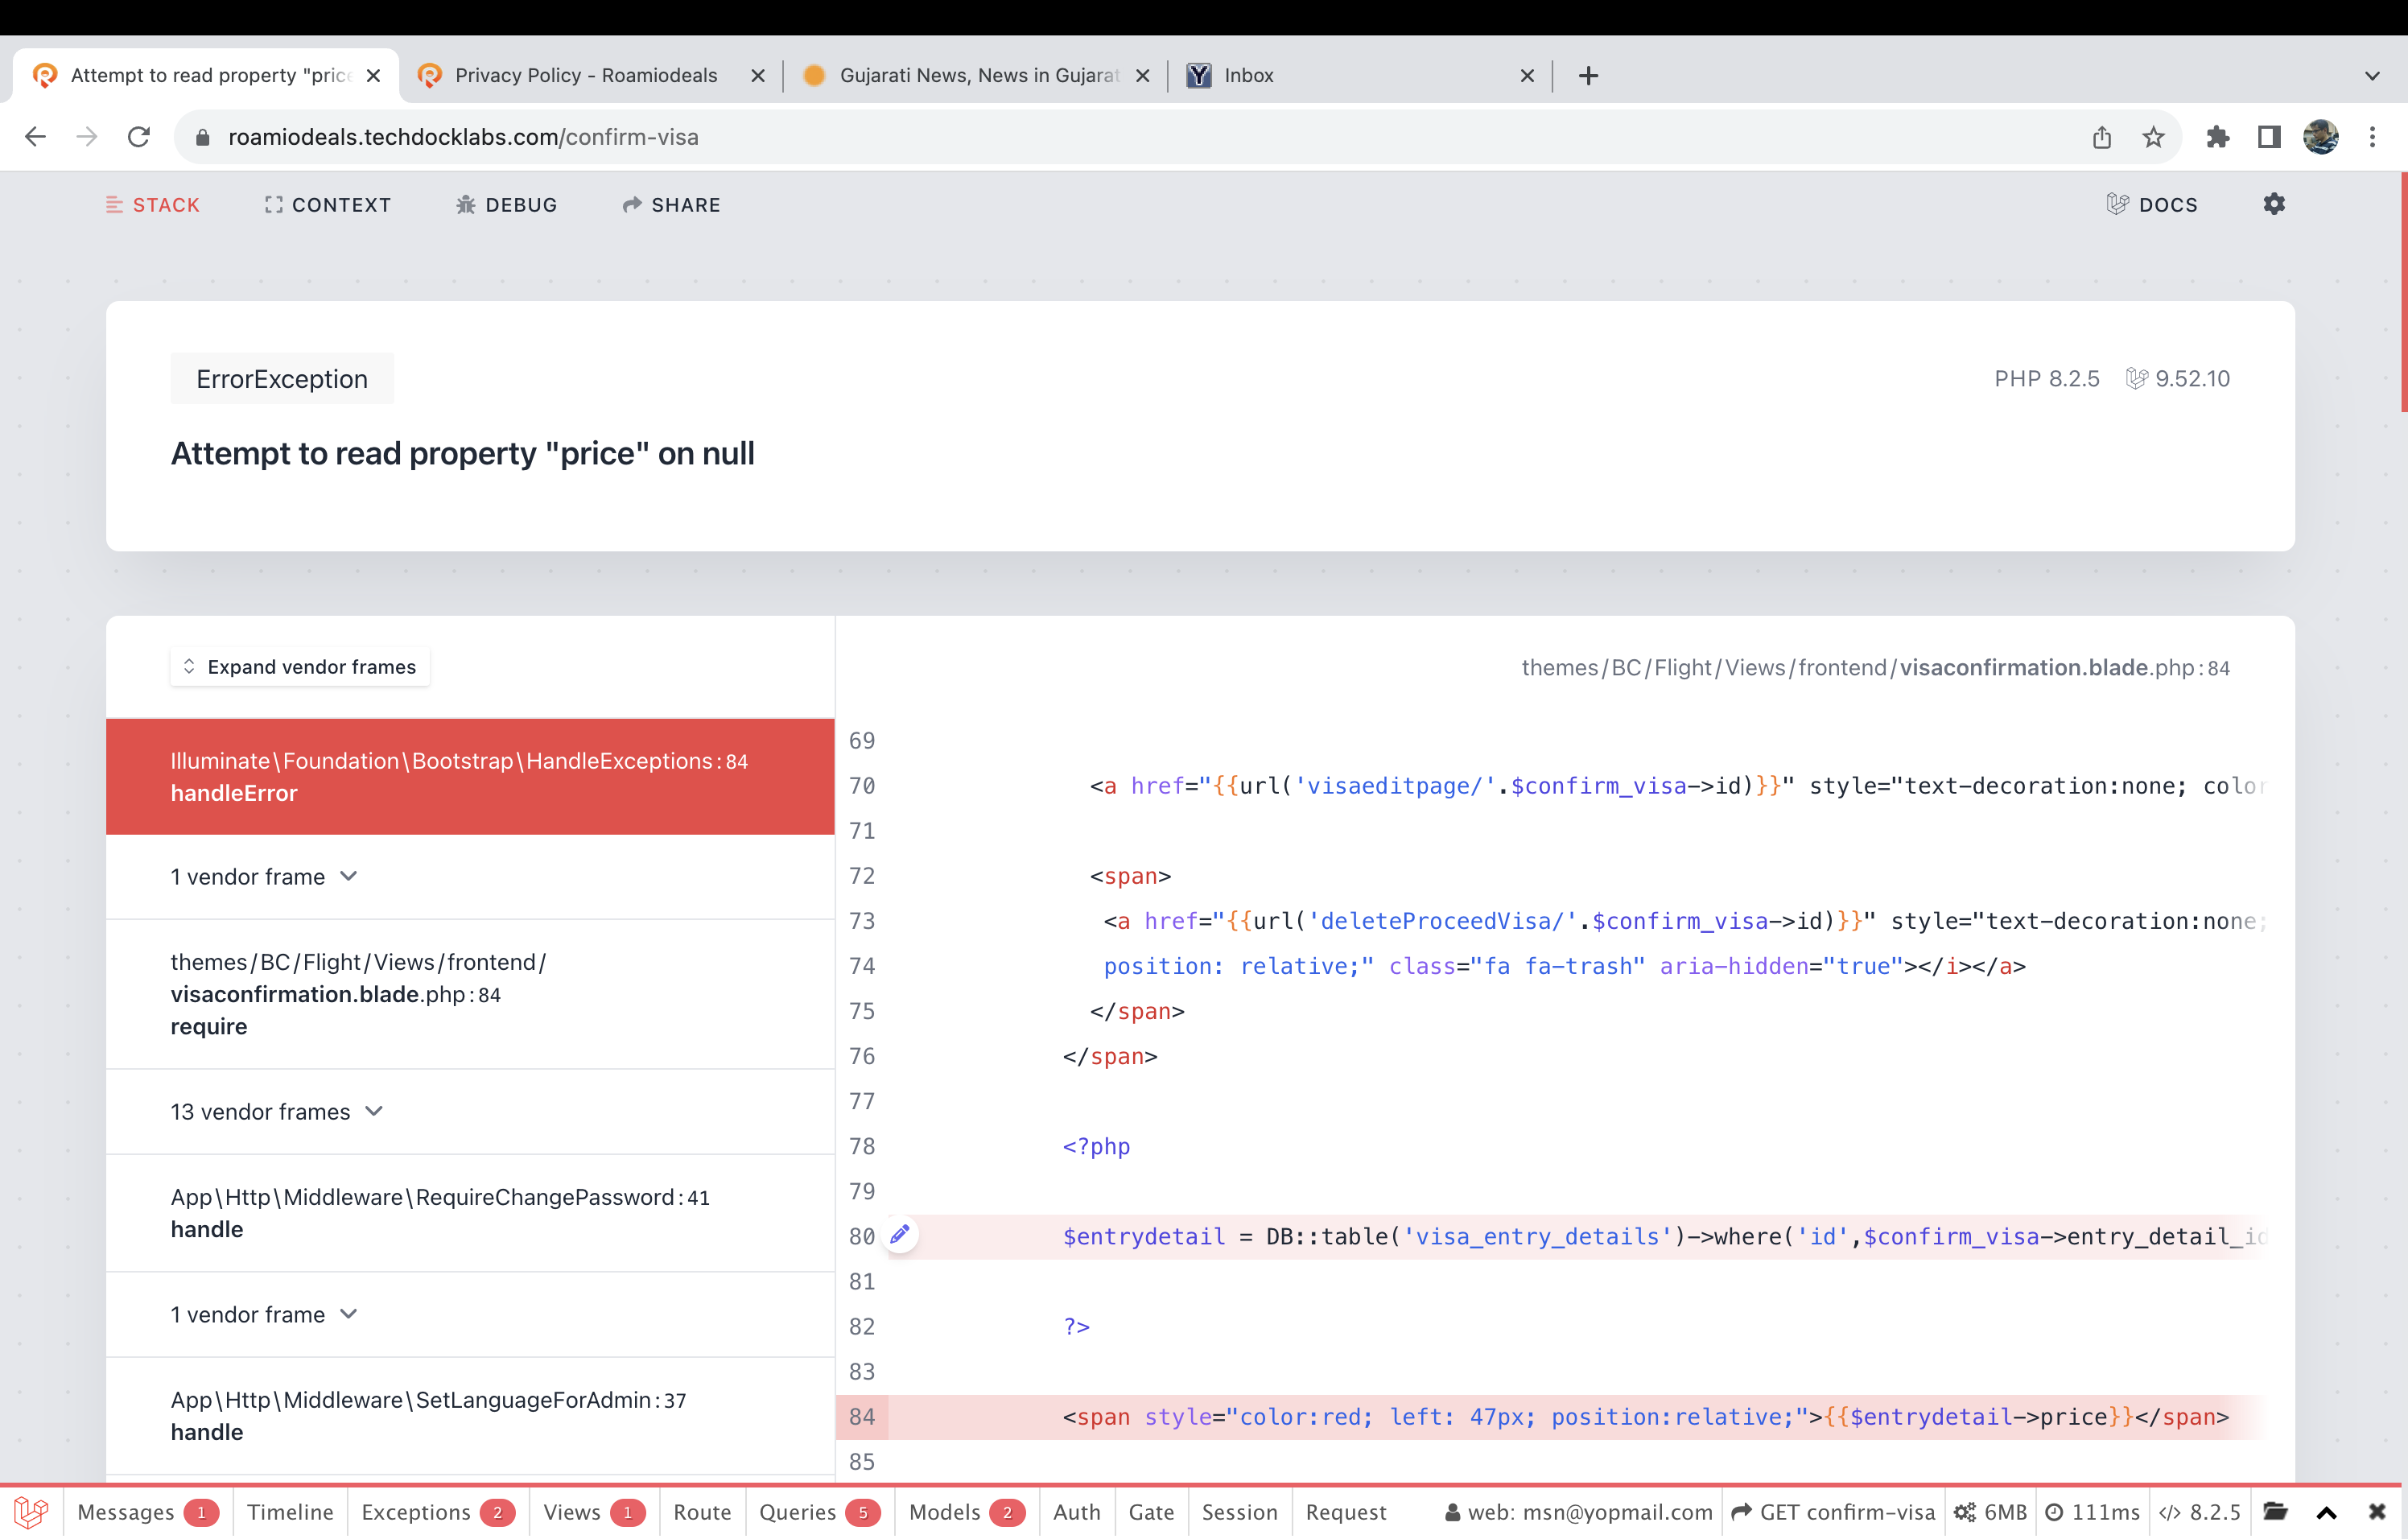 Attempt to read property "price
Privacy Policy - Roamiodeals
Gujarati News, News in Gujarat
Inbox
roamiodeals.techdocklabs.com/confirm-visa
STACK
CONTEXT
DEBUG
SHARE
DOCS
ErrorException
PHP 8.2.5
9.52.10
Attempt to read property "price" on null
Expand vendor frames
themes/BC/Flight/Views/frontend/visaconfirmation.blade.php:84
Illuminate\Foundation\Bootstrap\HandleExceptions:84
handleError
1 vendor frame
themes/BC/Flight/Views/frontend/
visaconfirmation.blade.php:84
require
13 vendor frames
App\Http\Middleware\RequireChangePassword:41
handle
1 vendor frame
App\Http\Middleware\SetLanguageForAdmin:37
handle
69
70 <a href="{{url('visaeditpage/'.$confirm_visa->id)}}" style="text-decoration:none; color
71
72 <span>
73 <a href="{{url('deleteProceedVisa/'.$confirm_visa->id)}}" style="text-decoration:none;
74 position: relative;" class="fa fa-trash" aria-hidden="true"></i></a>
75 </span>
76 </span>
77
78 <?php
79
80 $entrydetail = DB::table('visa_entry_details')->where('id',$confirm_visa->entry_detail_id
81
82 ?>
83
84 <span style="color:red; left: 47px; position:relative;">{{$entrydetail->price}}</span>
85
Messages 1
Timeline
Exceptions 2
Views 1
Route
Queries 5
Models 2
Auth
Gate
Session
Request
web: msn@yopmail.com
GET confirm-visa
6MB
111ms
8.2.5